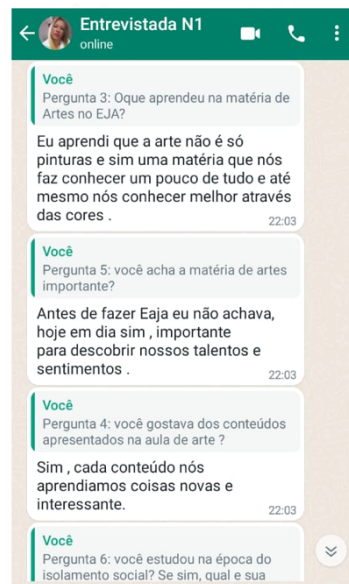 Entrevistada N1
online
Você
Pergunta 3: Oque aprendeu na matéria de
Artes no EJA?
Eu aprendi que a arte não é só
pinturas e sim uma matéria que nós
faz conhecer um pouco de tudo e até
mesmo nós conhecer melhor através
das cores .
22:03
Você
Pergunta 5: você acha a matéria de artes
importante?
Antes de fazer Eaja eu não achava,
hoje em dia sim , importante
para descobrir nossos talentos e
sentimentos .
22:03
Você
Pergunta 4: você gostava dos conteúdos
apresentados na aula de arte ?
Sim , cada conteúdo nós
aprendiamos coisas novas e
interessante.
22:03
Você
Pergunta 6: você estudou na época do
isolamento social? Se sim, qual e sua